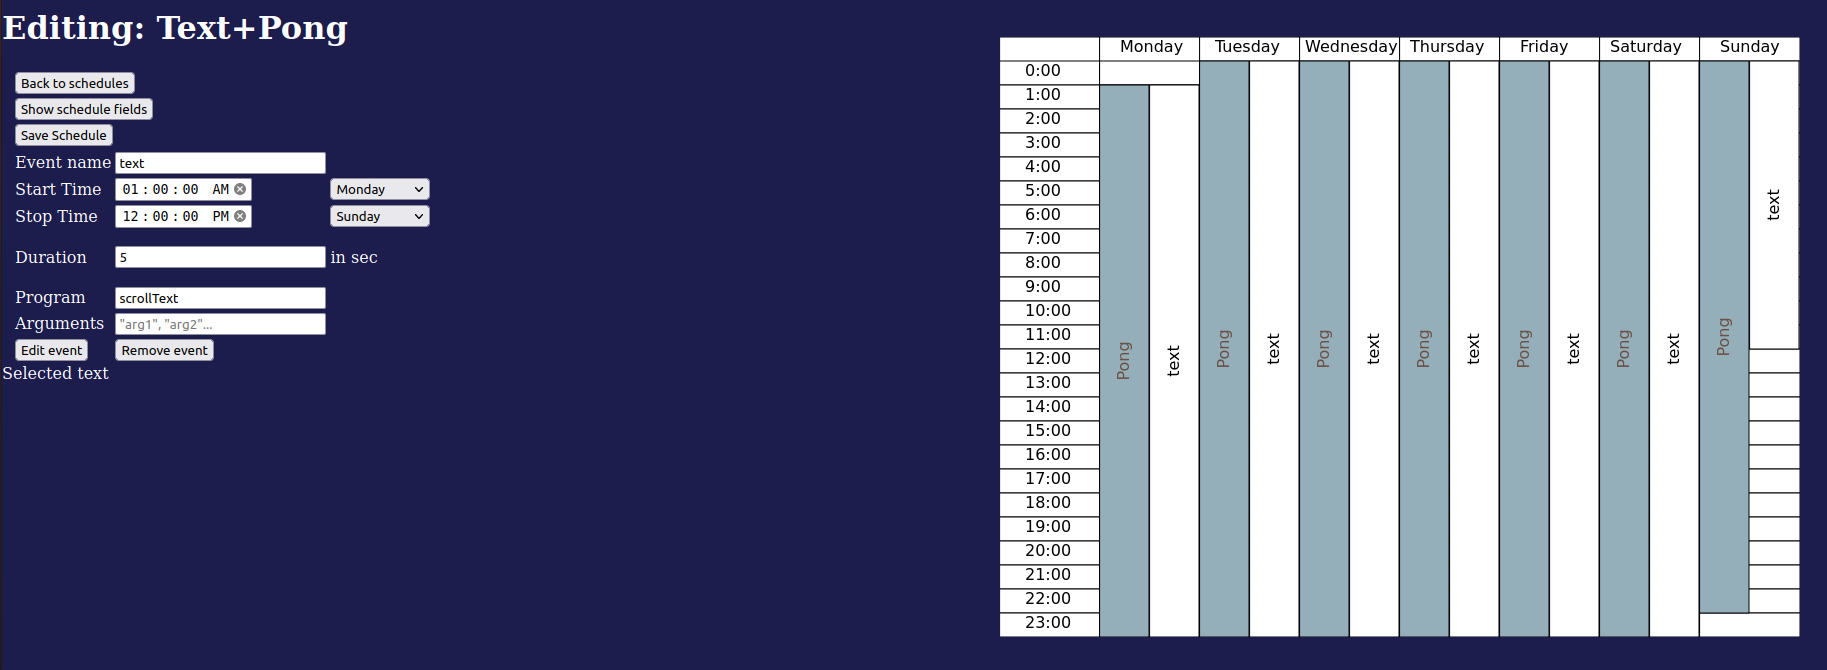 Editing: Text+Pong
Back to schedules
Show schedule fields
Save Schedule
Event name text
Start Time 01:00:00 AM Monday
Stop Time 12:00:00 PM Sunday
Duration 5 in sec
Program scrollText
Arguments "arg1", "arg2"...
Edit event Remove event
Selected text
Monday Tuesday Wednesday Thursday Friday Saturday Sunday
0:00
1:00
2:00
3:00
4:00
5:00
6:00
7:00
8:00
9:00
10:00
11:00
12:00
13:00
14:00
15:00
16:00
17:00
18:00
19:00
20:00
21:00
22:00
23:00
Pong
text
Pong
text
Pong
text
Pong
text
Pong
text
Pong
text
Pong
text